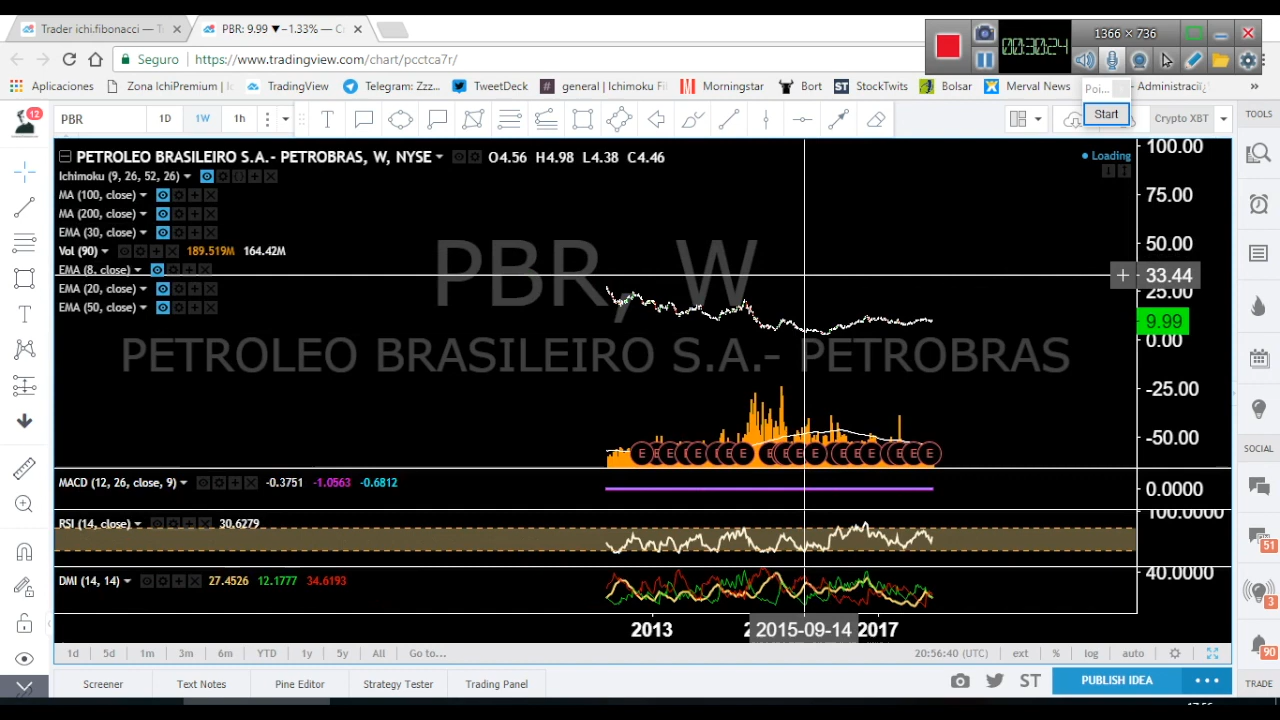 Trader ichi.fibonacci — T
PBR: 9.99 ▼−1.33% — C
00:30:24
1366 × 736
Seguro
https://www.tradingview.com/chart/pcctca7r/
Aplicaciones
Zona IchiPremium
TradingView
Telegram: Zzz...
TweetDeck
general | Ichimoku Fi
Morningstar
Bort
StockTwits
Bolsar
Merval News
Poi...
Administraci
»
12
PBR
1D
1W
1h
Start
Crypto XBT
TOOLS
PETROLEO BRASILEIRO S.A.- PETROBRAS, W, NYSE
O4.56 H4.98 L4.38 C4.46
Loading
Ichimoku (9, 26, 52, 26)
MA (100, close)
MA (200, close)
EMA (30, close)
Vol (90)
189.519M
164.42M
EMA (8, close)
EMA (20, close)
EMA (50, close)
PBR, W
PETROLEO BRASILEIRO S.A.- PETROBRAS
100.00
75.00
50.00
33.44
25.00
9.99
0.00
-25.00
-50.00
E E E E E E E E E E E E E E E E E
MACD (12, 26, close, 9)
-0.3751
-1.0563
-0.6812
0.0000
RSI (14, close)
30.6279
100.0000
DMI (14, 14)
27.4526
12.1777
34.6193
40.0000
2013
2015-09-14
2017
1d
5d
1m
3m
6m
YTD
1y
5y
All
Go to...
20:56:40 (UTC)
ext
%
log
auto
Screener
Text Notes
Pine Editor
Strategy Tester
Trading Panel
ST
PUBLISH IDEA
SOCIAL
51
3
90
TRADE